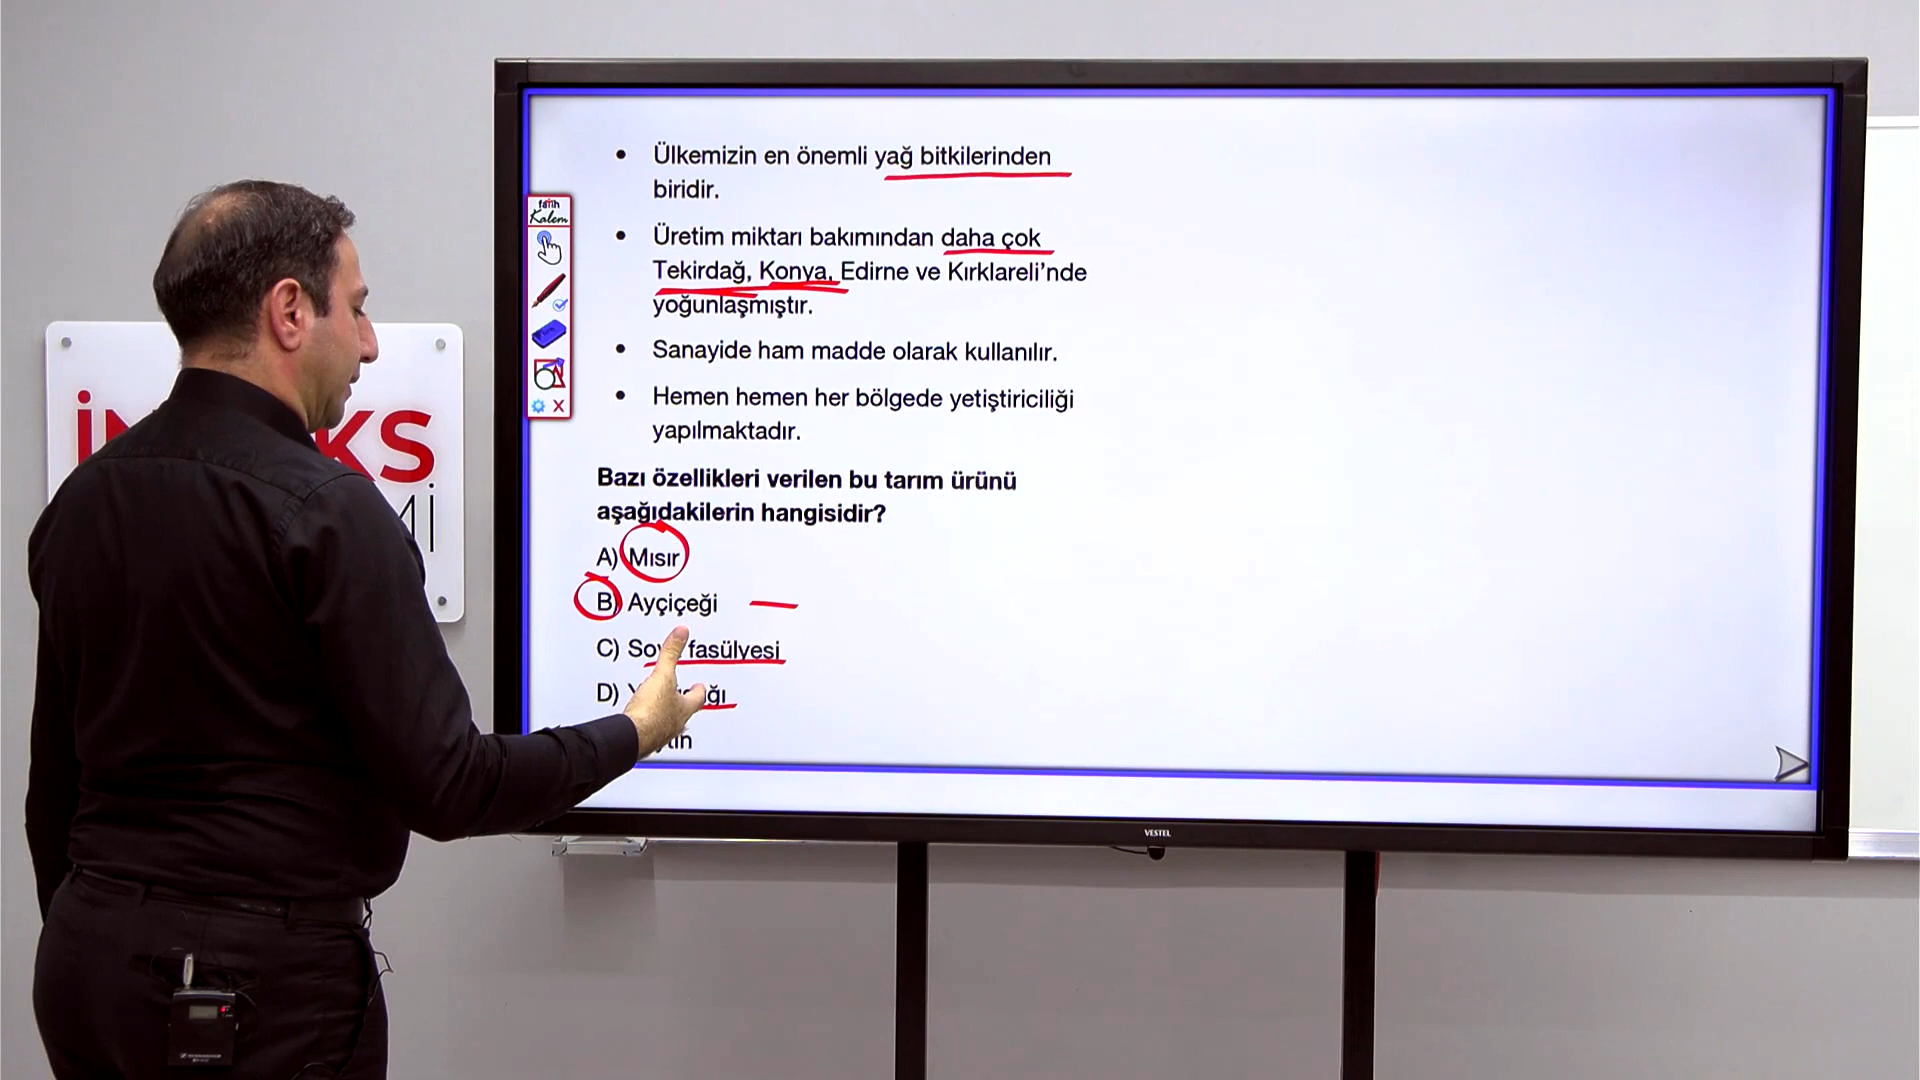 Ülkemizin en önemli yağ bitkilerinden
biridir.
Üretim miktarı bakımından daha çok
Tekirdağ, Konya, Edirne ve Kırklareli'nde
yoğunlaşmıştır.
Sanayide ham madde olarak kullanılır.
Hemen hemen her bölgede yetiştiriciliği
yapılmaktadır.
Bazı özellikleri verilen bu tarım ürünü
aşağıdakilerin hangisidir?
A) Mısır
B) Ayçiçeği
C) fasülyesi
D)
fatih
Kalem
VESTEL